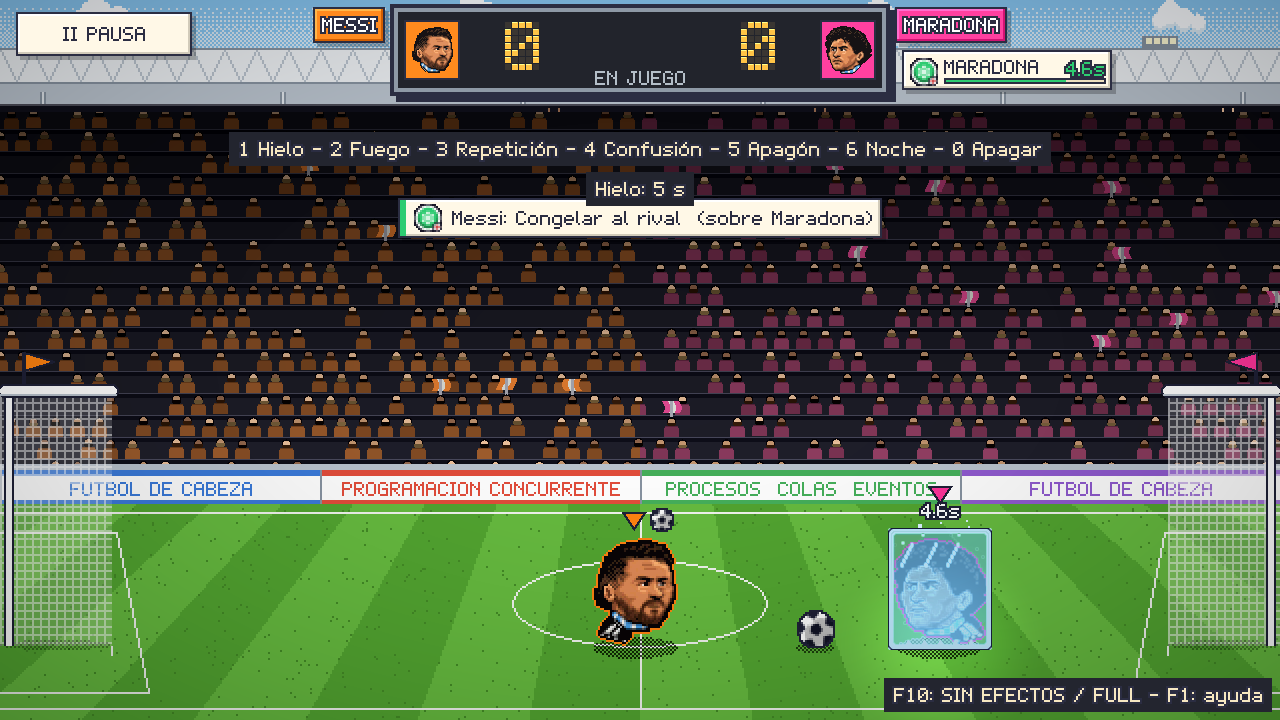 II PAUSA
MESSI
0
0
EN JUEGO
MARADONA
MARADONA 4.6s
1 Hielo - 2 Fuego - 3 Repetición - 4 Confusión - 5 Apagón - 6 Noche - 0 Apagar
Hielo: 5 s
Messi: Congelar al rival (sobre Maradona)
FUTBOL DE CABEZA
PROGRAMACION CONCURRENTE
PROCESOS COLAS EVENTOS
FUTBOL DE CABEZA
4.6s
F10: SIN EFECTOS / FULL - F1: ayuda